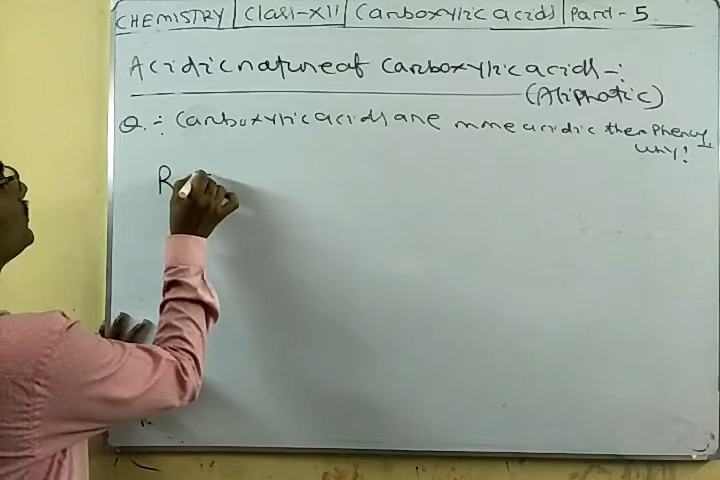 CHEMISTRY | Class-XII | Carboxylic acids | Part - 5
Acidic nature of Carboxylic acids -:
(Aliphatic)
Q. :- Carboxylic acids are more acidic then Phenol,
why?
R